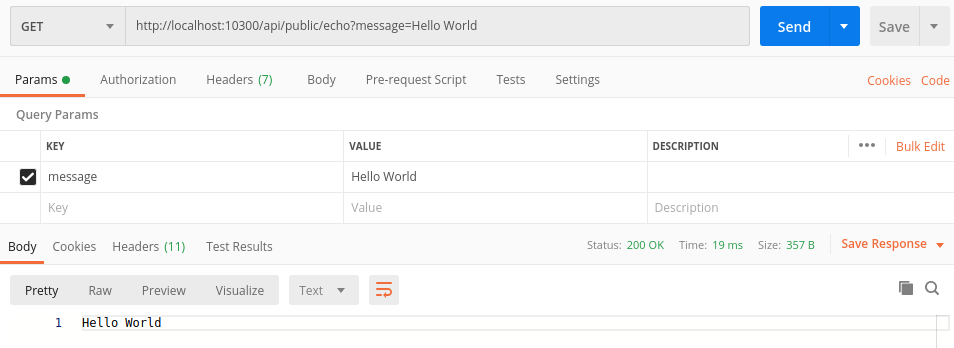 GET http://localhost:10300/api/public/echo?message=Hello World Send Save
Params Authorization Headers (7) Body Pre-request Script Tests Settings Cookies Code
Query Params
KEY VALUE DESCRIPTION Bulk Edit
message Hello World
Key Value Description
Body Cookies Headers (11) Test Results Status: 200 OK Time: 19 ms Size: 357 B Save Response
Pretty Raw Preview Visualize Text
1 Hello World